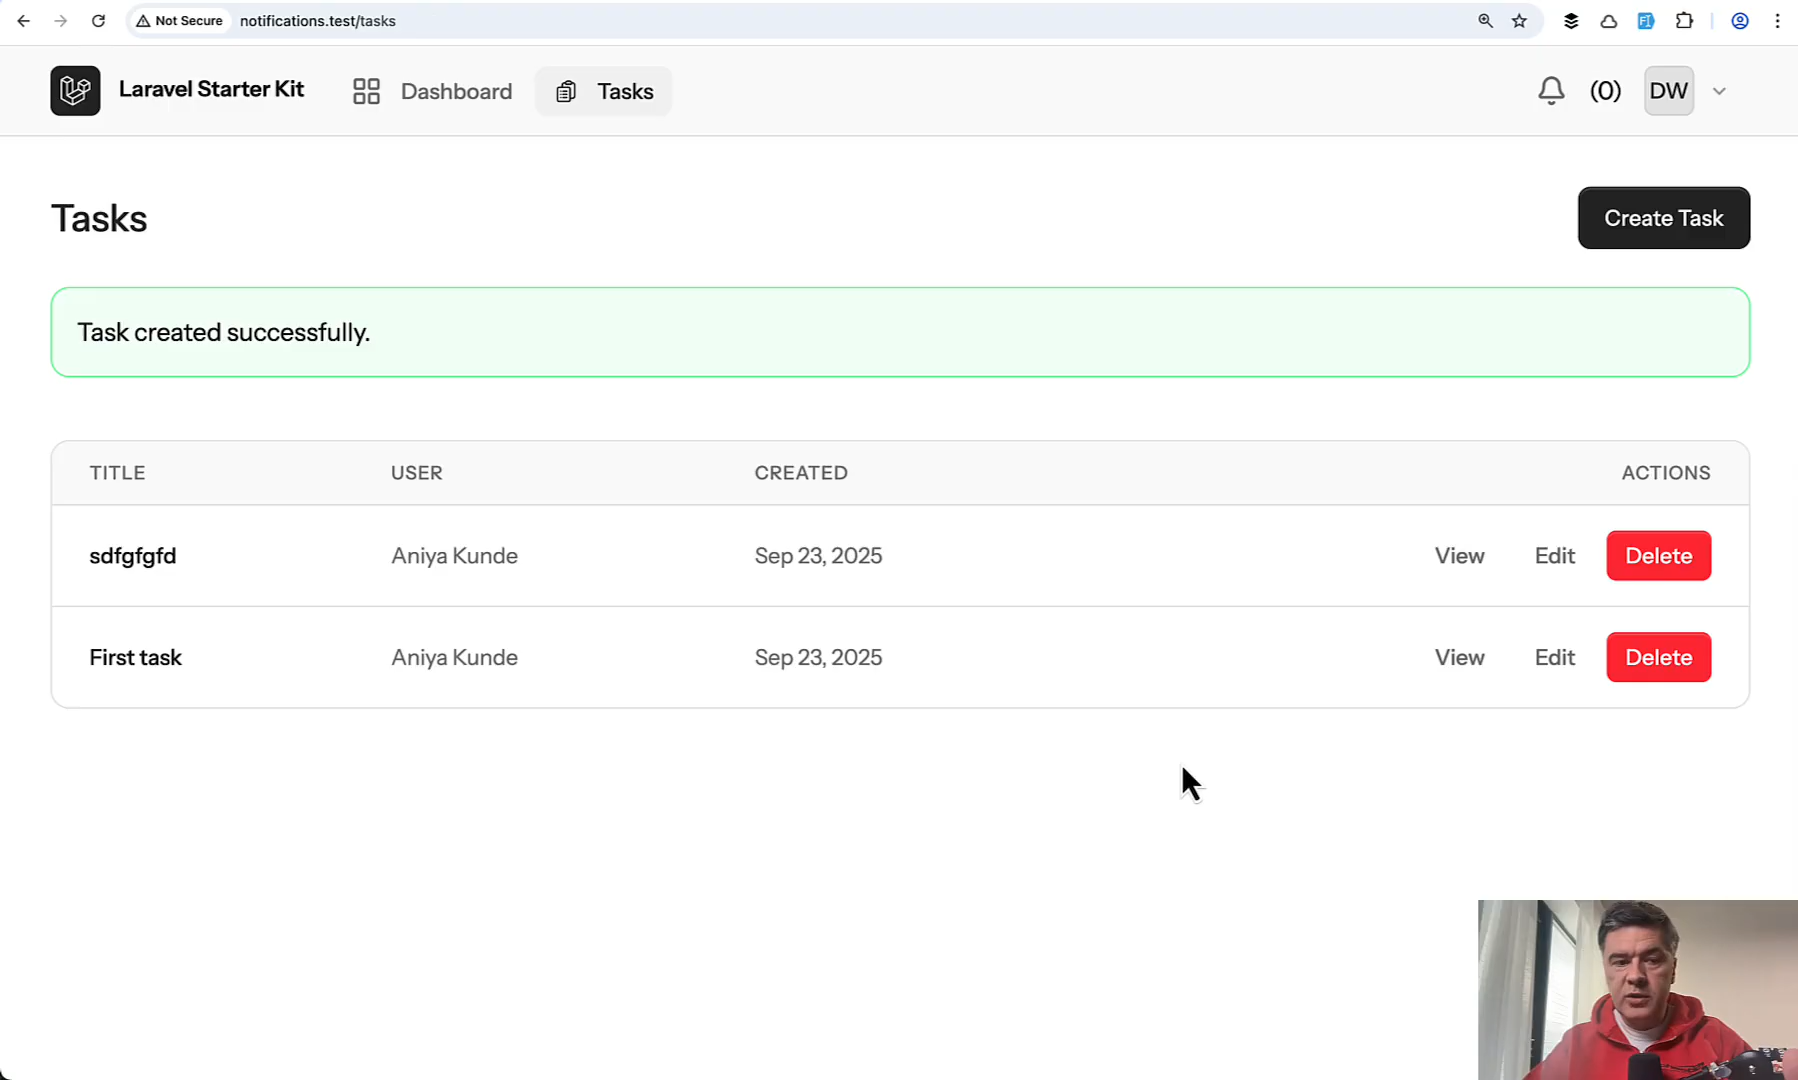 Not Secure notifications.test/tasks
Laravel Starter Kit Dashboard Tasks (0) DW
Tasks Create Task
Task created successfully.
TITLE USER CREATED ACTIONS
sdfgfgfd Aniya Kunde Sep 23, 2025 View Edit Delete
First task Aniya Kunde Sep 23, 2025 View Edit Delete